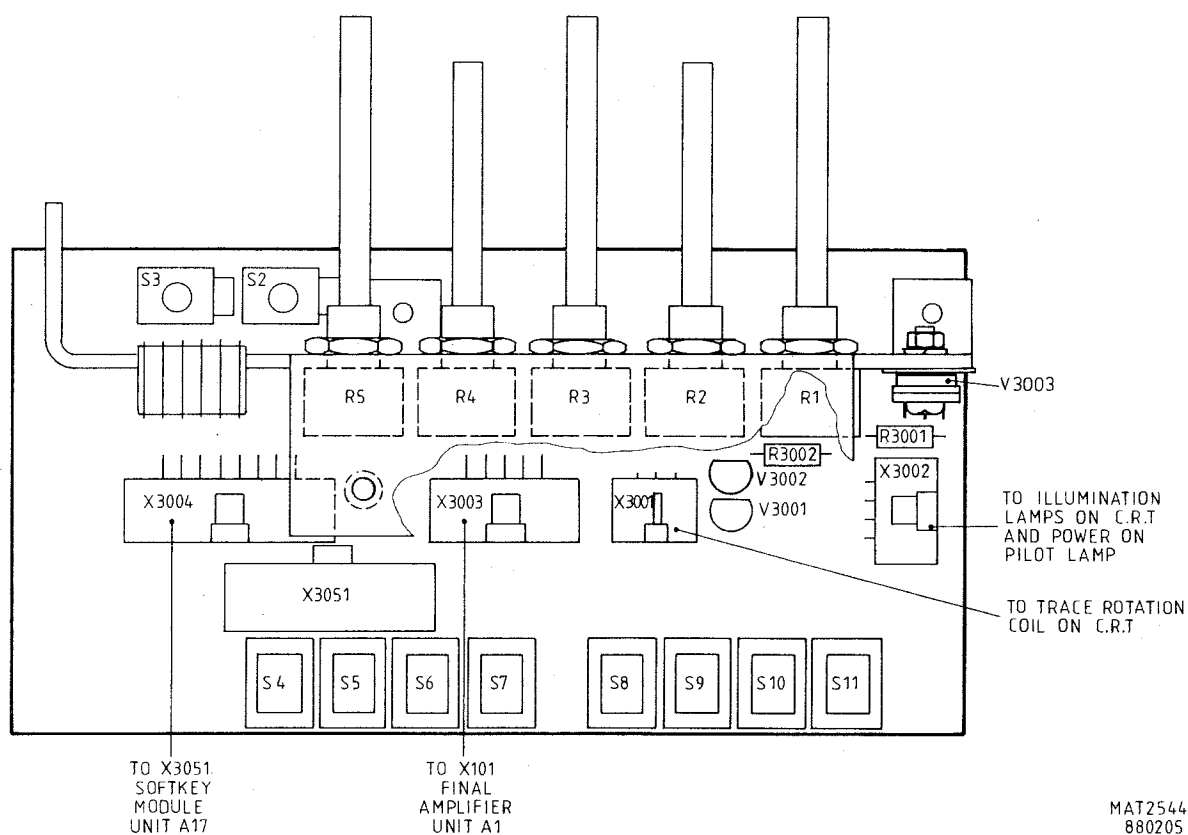 S3
S2
R5
R4
R3
R2
R1
V3003
R3001
R3002
X3004
X3003
X3001
V3002
V3001
X3002
TO ILLUMINATION
LAMPS ON C.R.T
AND POWER ON
PILOT LAMP
X3051
TO TRACE ROTATION
COIL ON C.R.T
S4
S5
S6
S7
S8
S9
S10
S11
TO X3051.
SOFTKEY
MODULE
UNIT A17
TO X101
FINAL
AMPLIFIER
UNIT A1
MAT2544
880205